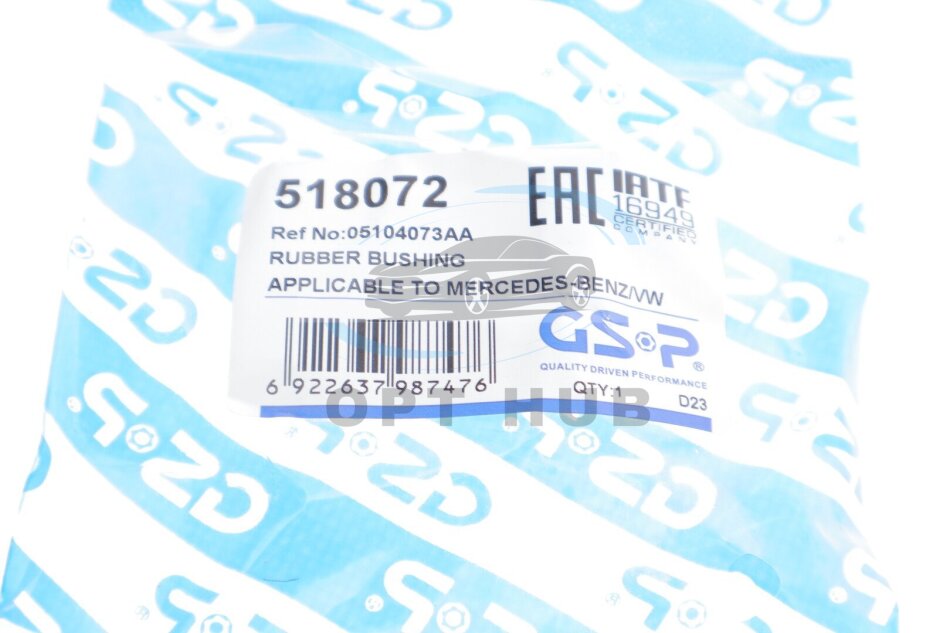 518072
EAC
IATF
16949
CERTIFIED
COMPANY
Ref No:05104073AA
RUBBER BUSHING
APPLICABLE TO MERCEDES-BENZ/VW
GSP®
QUALITY DRIVEN PERFORMANCE
6 922637 987476
QTY:1
D23
OPT HUB